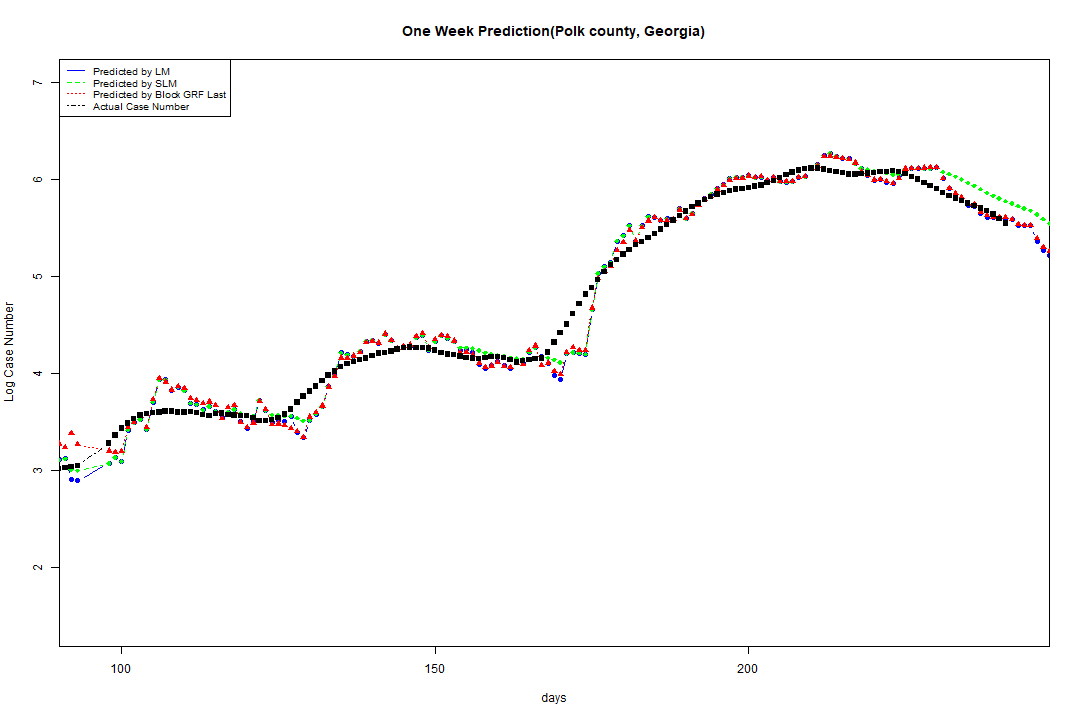 One Week Prediction(Polk county, Georgia)
Predicted by LM
Predicted by SLM
Predicted by Block GRF Last
Actual Case Number
7
6
5
4
3
2
Log Case Number
100 150 200
days